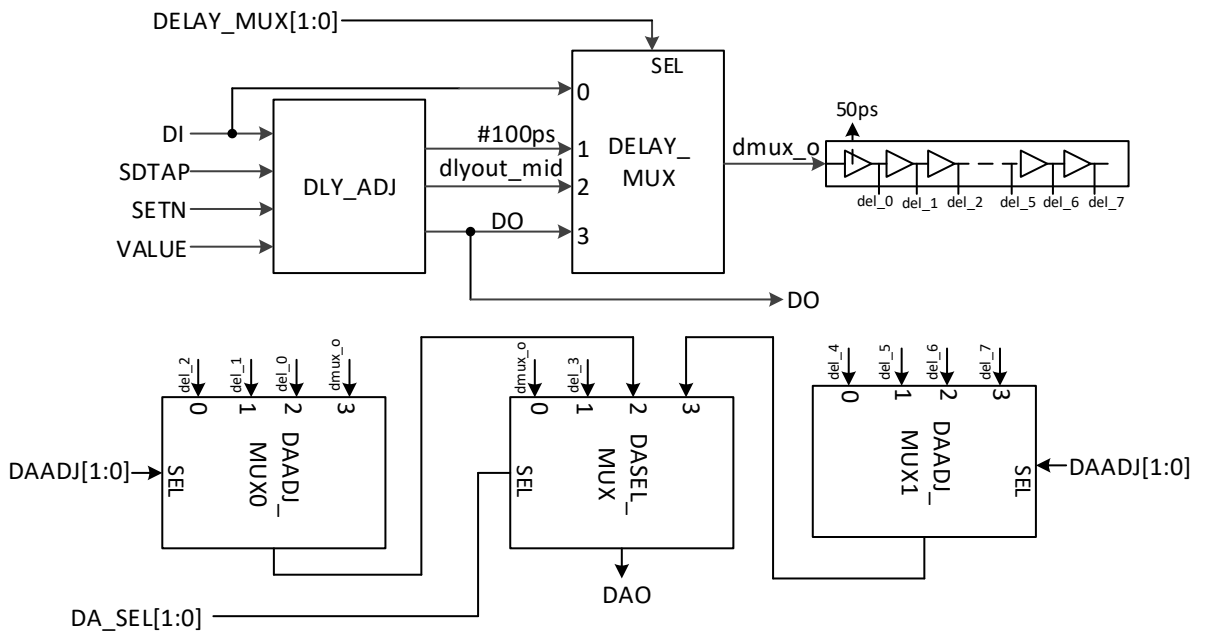 DELAY_MUX[1:0]
SEL
0
DI
#100ps
1
DELAY_
MUX
dmux_o
50ps
SDTAP
DLY_ADJ
dlyout_mid
2
SETN
DO
3
VALUE
del_0
del_1
del_2
del_5
del_6
del_7
DO
del_2
del_1
del_0
dmux_o
0
1
2
3
DAADJ_
MUX0
SEL
DAADJ[1:0]
dmux_o
del_3
0
1
2
3
DASEL_
MUX
SEL
DAO
DA_SEL[1:0]
del_4
del_5
del_6
del_7
0
1
2
3
DAADJ_
MUX1
SEL
DAADJ[1:0]